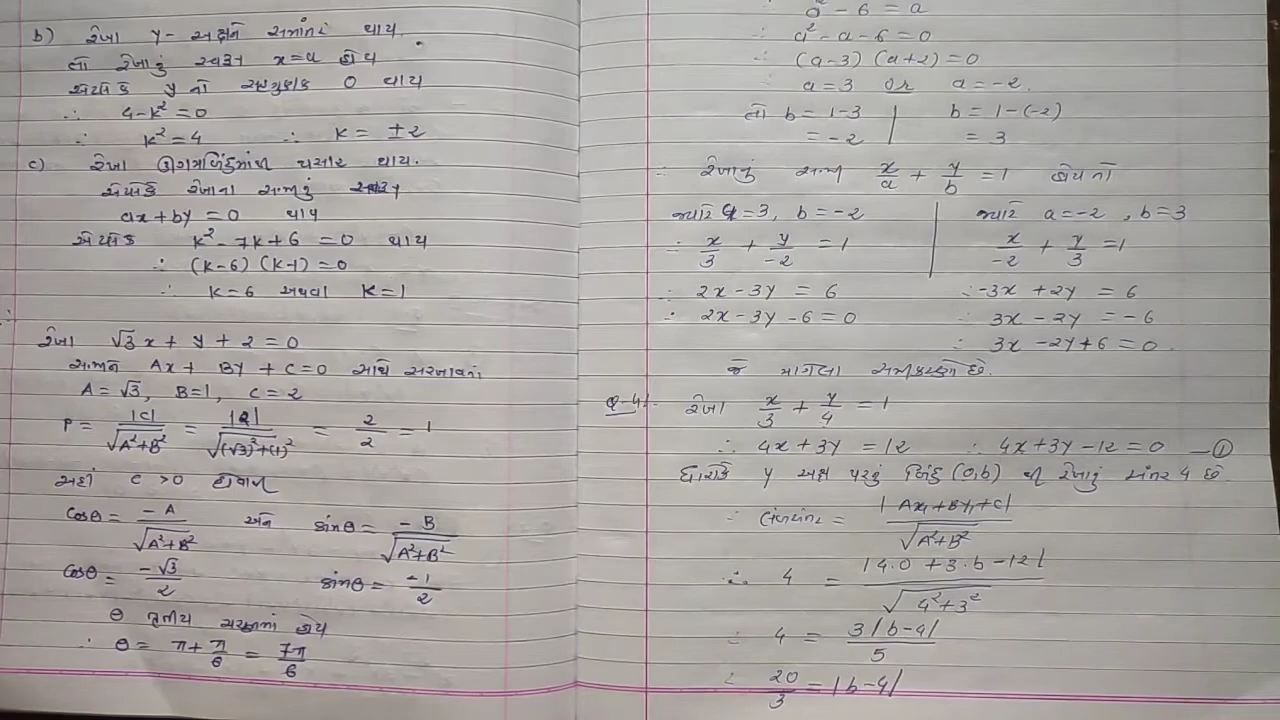 b) રેખા y- અક્ષને સમાંતર થાય.
તો રેખાનું સ્વરૂપ x=a હોય
એટલે કે y નો સહગુણક 0 થાય
∴ 4-k²=0
∴ k²=4 ∴ k= ±2
c) રેખા ઉગમબિંદુમાંથી પસાર થાય.
એટલે કે રેખાના સમી.નું સ્વરૂપ
ax+by=0 થાય
એટલે કે k²-7k+6=0 થાય
∴ (k-6) (k-1)=0
∴ k=6 અથવા k=1
∴
રેખા √3 x + y + 2 = 0
સમી.ને Ax + By + C=0 સાથે સરખાવતાં
A=√3, B=1, C=2
P = |C| / √(A²+B²) = |2| / √((√3)²+(1)²) = 2/2 = 1
અહીં C>0 હોવાથી
cosθ = -A / √(A²+B²) અને sinθ = -B / √(A²+B²)
cosθ = -√3/2 sinθ = -1/2
θ તૃતીય ચરણમાં હોય
∴ θ = π+π/6 = 7π/6
a²-6=a
∴ a²-a-6=0
∴ (a-3) (a+2)=0
∴ a=3 or a=-2.
તો b=1-3 | b=1-(-2)
= -2 | = 3
∴ રેખાનું સમી. x/a + y/b = 1 હોય તો
જ્યારે a=3, b=-2 | જ્યારે a=-2, b=3
∴ x/3 + y/-2 = 1 | x/-2 + y/3 = 1
∴ 2x-3y = 6 ∴ -3x+2y = 6
∴ 2x-3y-6=0 ∴ 3x-2y = -6
∴ 3x-2y+6=0.
જે માગેલા સમીકરણો છે.
Q-4/- રેખા x/3 + y/4 = 1
∴ 4x+3y=12 ∴ 4x+3y-12=0 —①
ધારો કે y અક્ષ પરનું બિંદુ (0,b) થી રેખાનું અંતર 4 છે.
∴ લંબઅંતર = |Ax₁+By₁+C| / √(A²+B²)
∴ 4 = |4·0+3·b-12| / √(4²+3²)
∴ 4 = 3|b-4| / 5
∴ 20/3 = |b-4|